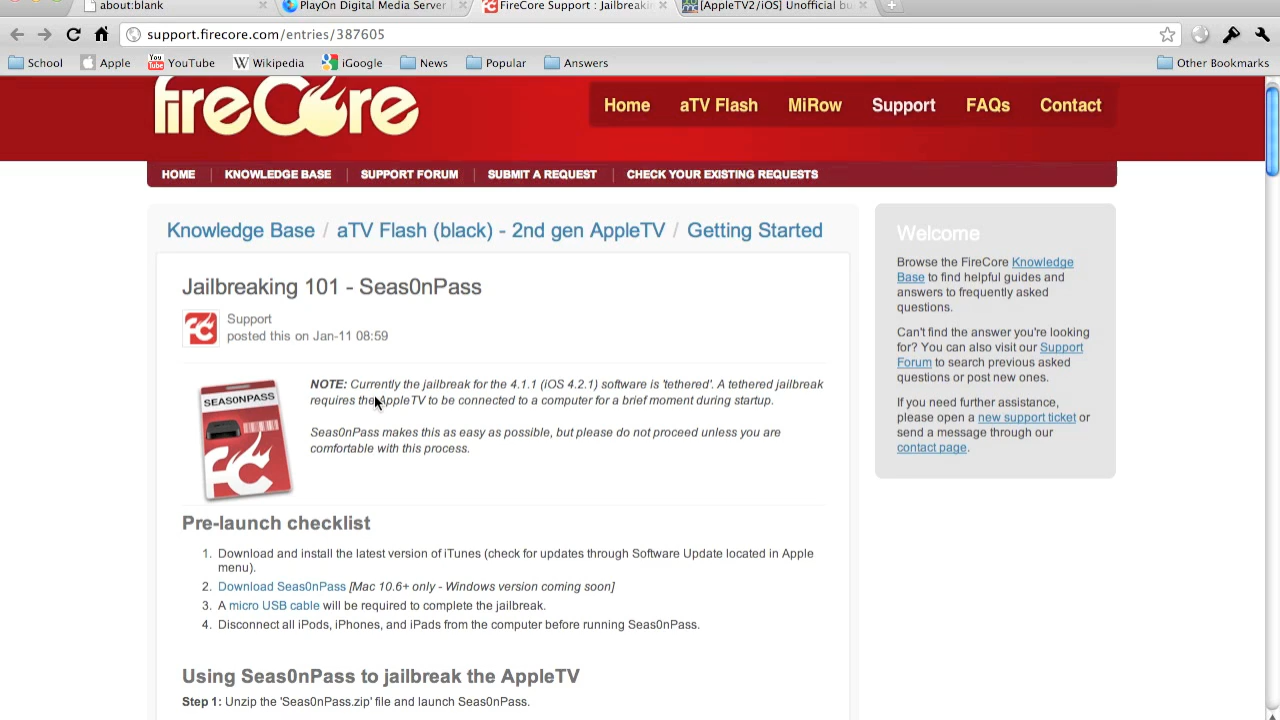 about:blank
PlayOn Digital Media Server
FireCore Support : Jailbreakin
[AppleTV2/iOS] Unofficial bu
support.firecore.com/entries/387605
School
Apple
You Tube YouTube
W Wikipedia
iGoogle
News
Popular
Answers
Other Bookmarks
fireCore
Home
aTV Flash
MiRow
Support
FAQs
Contact
HOME
KNOWLEDGE BASE
SUPPORT FORUM
SUBMIT A REQUEST
CHECK YOUR EXISTING REQUESTS
Knowledge Base / aTV Flash (black) - 2nd gen AppleTV / Getting Started
Jailbreaking 101 - Seas0nPass
FC
Support
posted this on Jan-11 08:59
SEAS0NPASS
FC
NOTE: Currently the jailbreak for the 4.1.1 (iOS 4.2.1) software is 'tethered'. A tethered jailbreak
requires the AppleTV to be connected to a computer for a brief moment during startup.
Seas0nPass makes this as easy as possible, but please do not proceed unless you are
comfortable with this process.
Pre-launch checklist
1. Download and install the latest version of iTunes (check for updates through Software Update located in Apple
menu).
2. Download Seas0nPass [Mac 10.6+ only - Windows version coming soon]
3. A micro USB cable will be required to complete the jailbreak.
4. Disconnect all iPods, iPhones, and iPads from the computer before running Seas0nPass.
Using Seas0nPass to jailbreak the AppleTV
Step 1: Unzip the 'Seas0nPass.zip' file and launch Seas0nPass.
Welcome
Browse the FireCore Knowledge
Base to find helpful guides and
answers to frequently asked
questions.
Can't find the answer you're looking
for? You can also visit our Support
Forum to search previous asked
questions or post new ones.
If you need further assistance,
please open a new support ticket or
send a message through our
contact page.